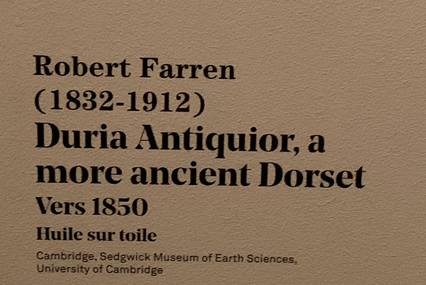 Robert Farren
(1832-1912)
Duria Antiquior, a
more ancient Dorset
Vers 1850
Huile sur toile
Cambridge, Sedgwick Museum of Earth Sciences,
University of Cambridge